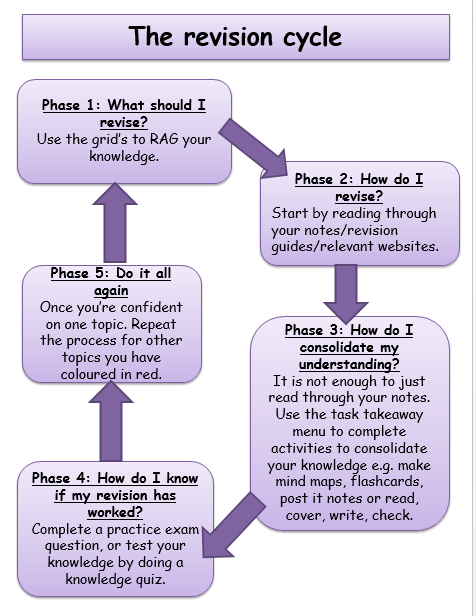 The revision cycle
Phase 1: What should I
revise?
Use the grid's to RAG your
knowledge.
Phase 2: How do I
revise?
Start by reading through
your notes/revision
guides/relevant websites.
Phase 3: How do I
consolidate my
understanding?
It is not enough to just
read through your notes.
Use the task takeaway
menu to complete
activities to consolidate
your knowledge e.g. make
mind maps, flashcards,
post it notes or read,
cover, write, check.
Phase 4: How do I know
if my revision has
worked?
Complete a practice exam
question, or test your
knowledge by doing a
knowledge quiz.
Phase 5: Do it all
again
Once you're confident
on one topic. Repeat
the process for other
topics you have
coloured in red.